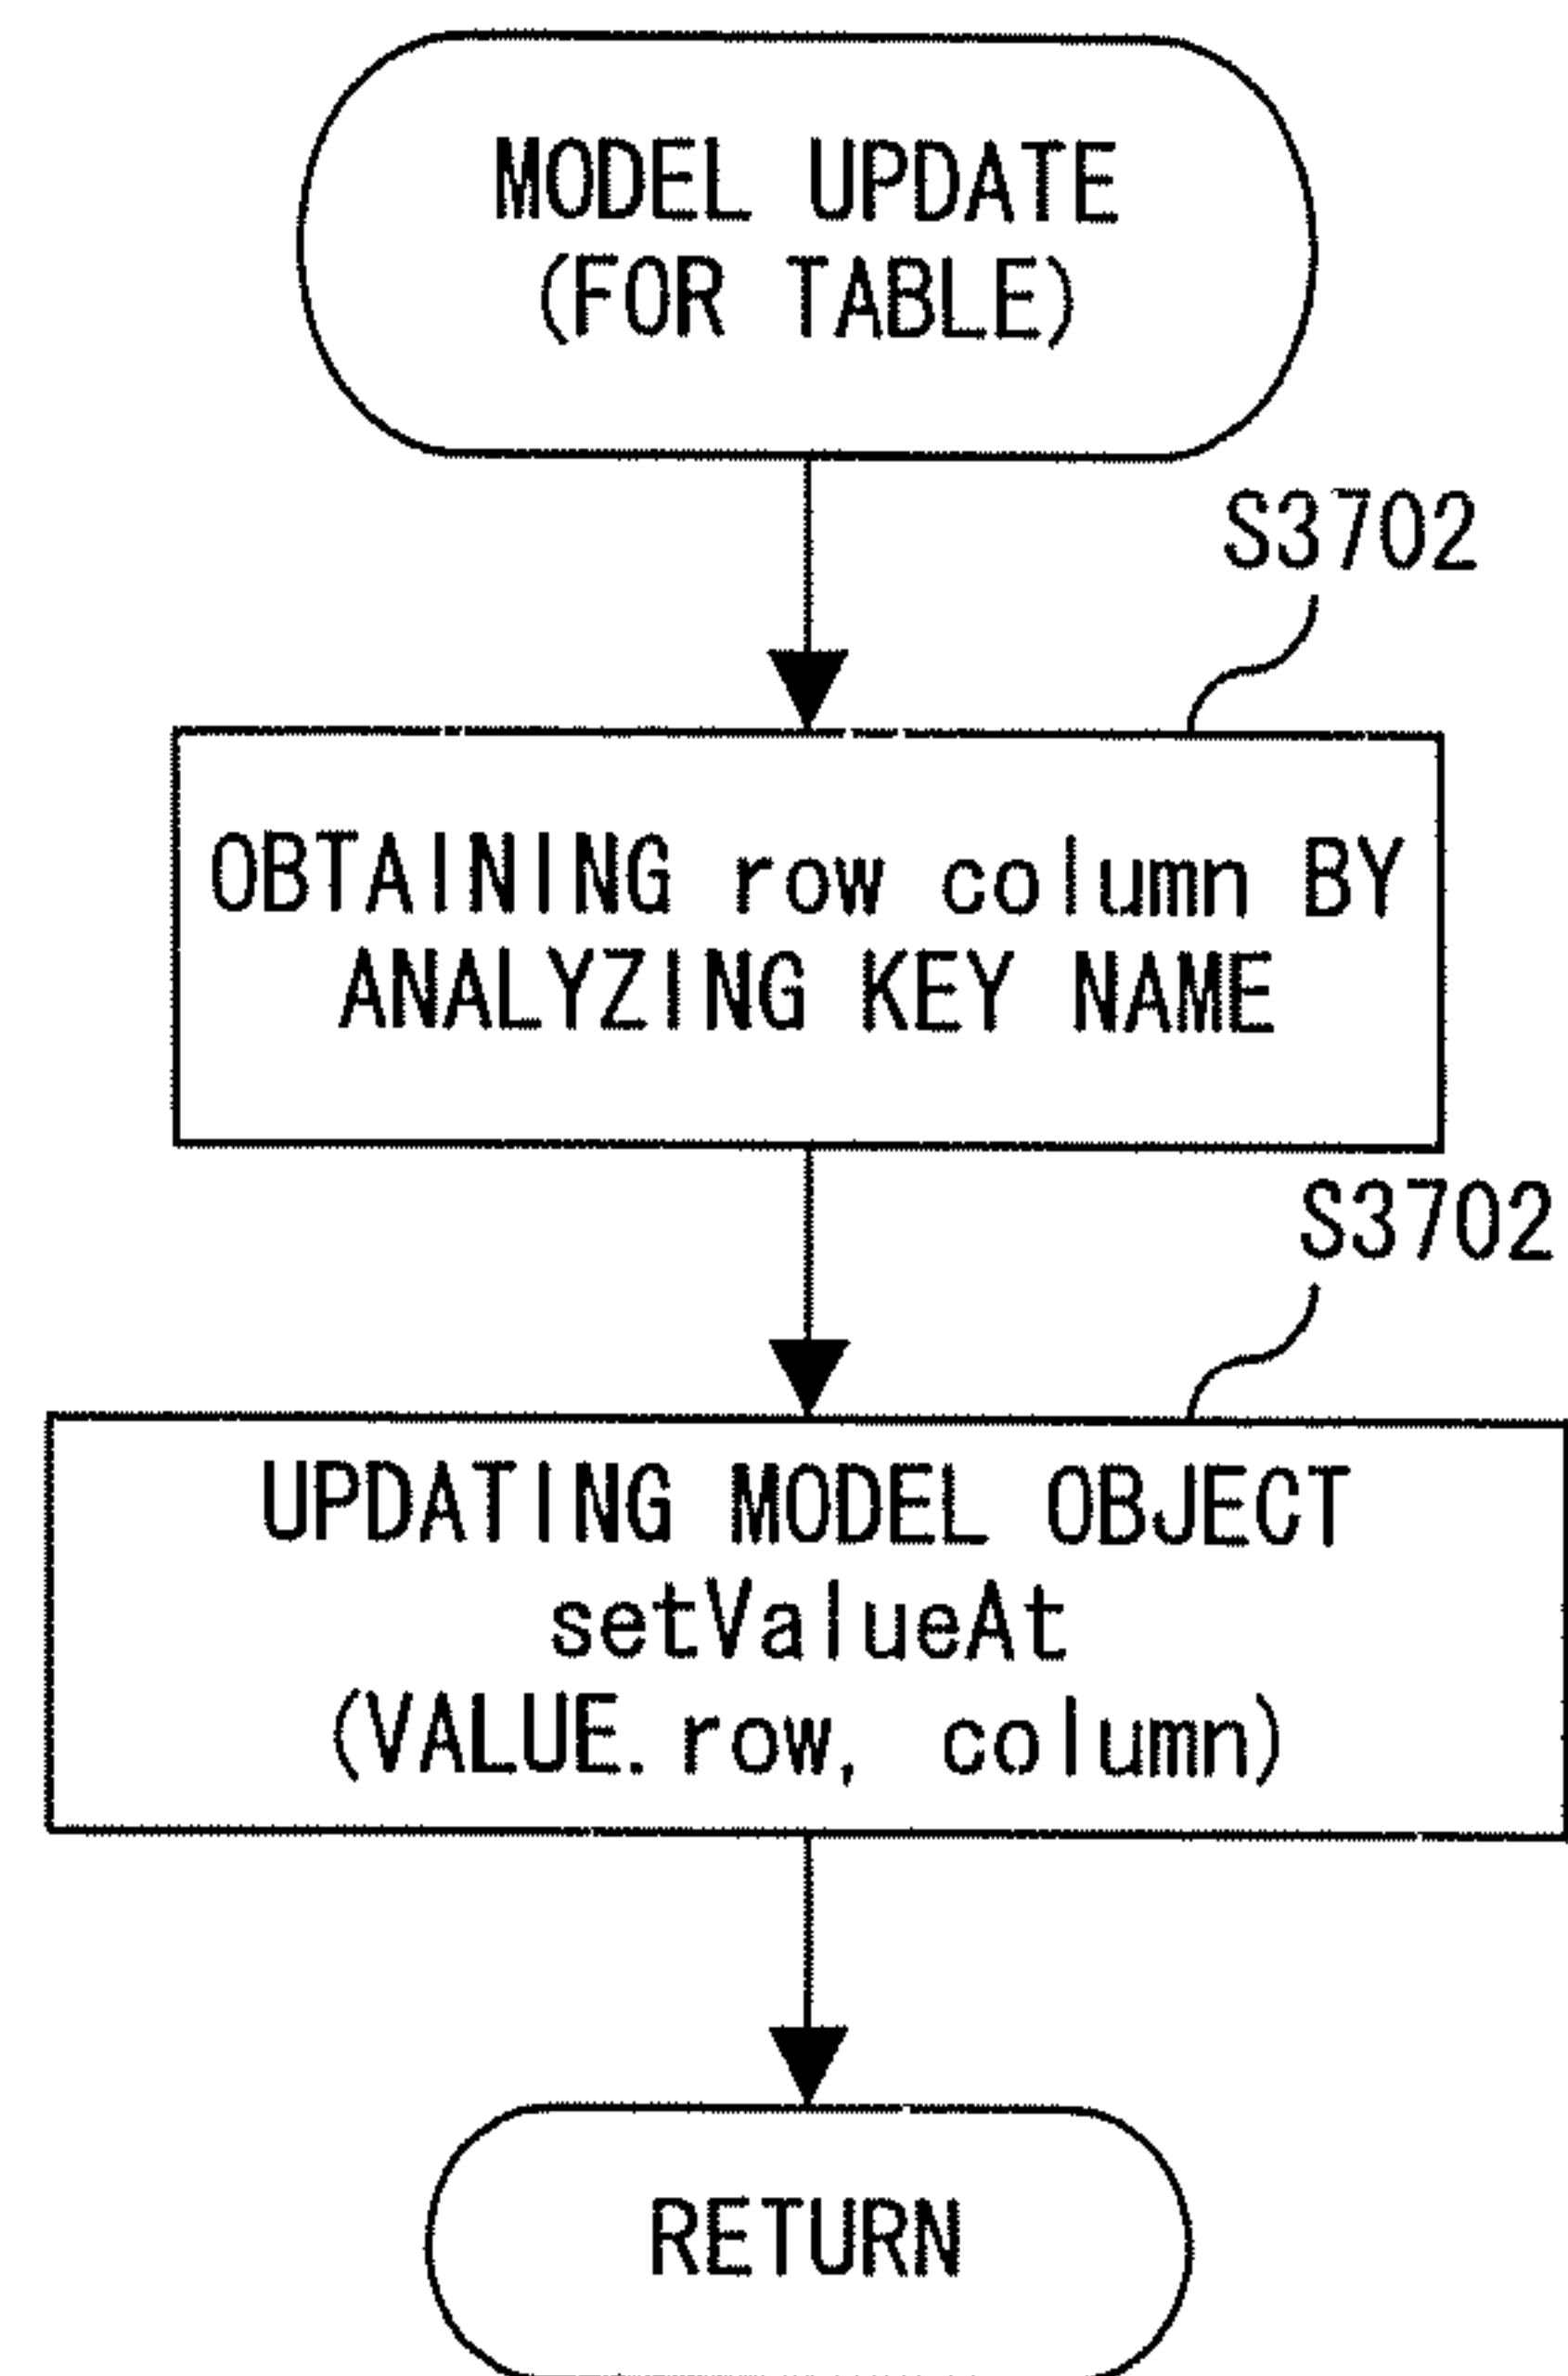 MODEL UPDATE
(FOR TABLE)
S3702
OBTAINING row column BY
ANALYZING KEY NAME
S3702
UPDATING MODEL OBJECT
setValueAt
(VALUE.row, column)
RETURN